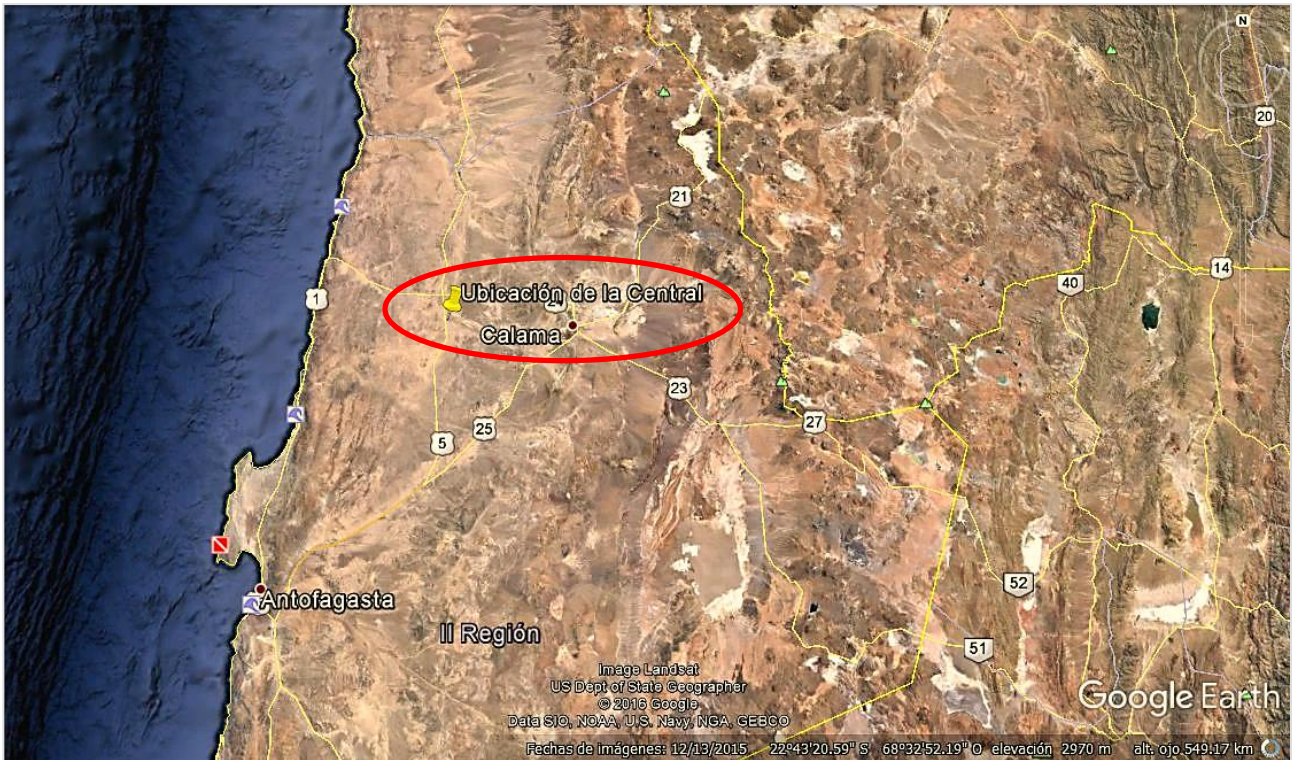 N
20
21
14
40
1
Ubicación de la Central
24
Calama
23
27
25
5
52
Antofagasta
II Región
51
Image Landsat
US Dept of State Geographer
© 2016 Google
Data SIO, NOAA, U.S. Navy, NGA, GEBCO
Google Earth
Fechas de imágenes: 12/13/2015 22°43'20.59" S 68°32'52.19" O elevación 2970 m alt. ojo 549.17 km